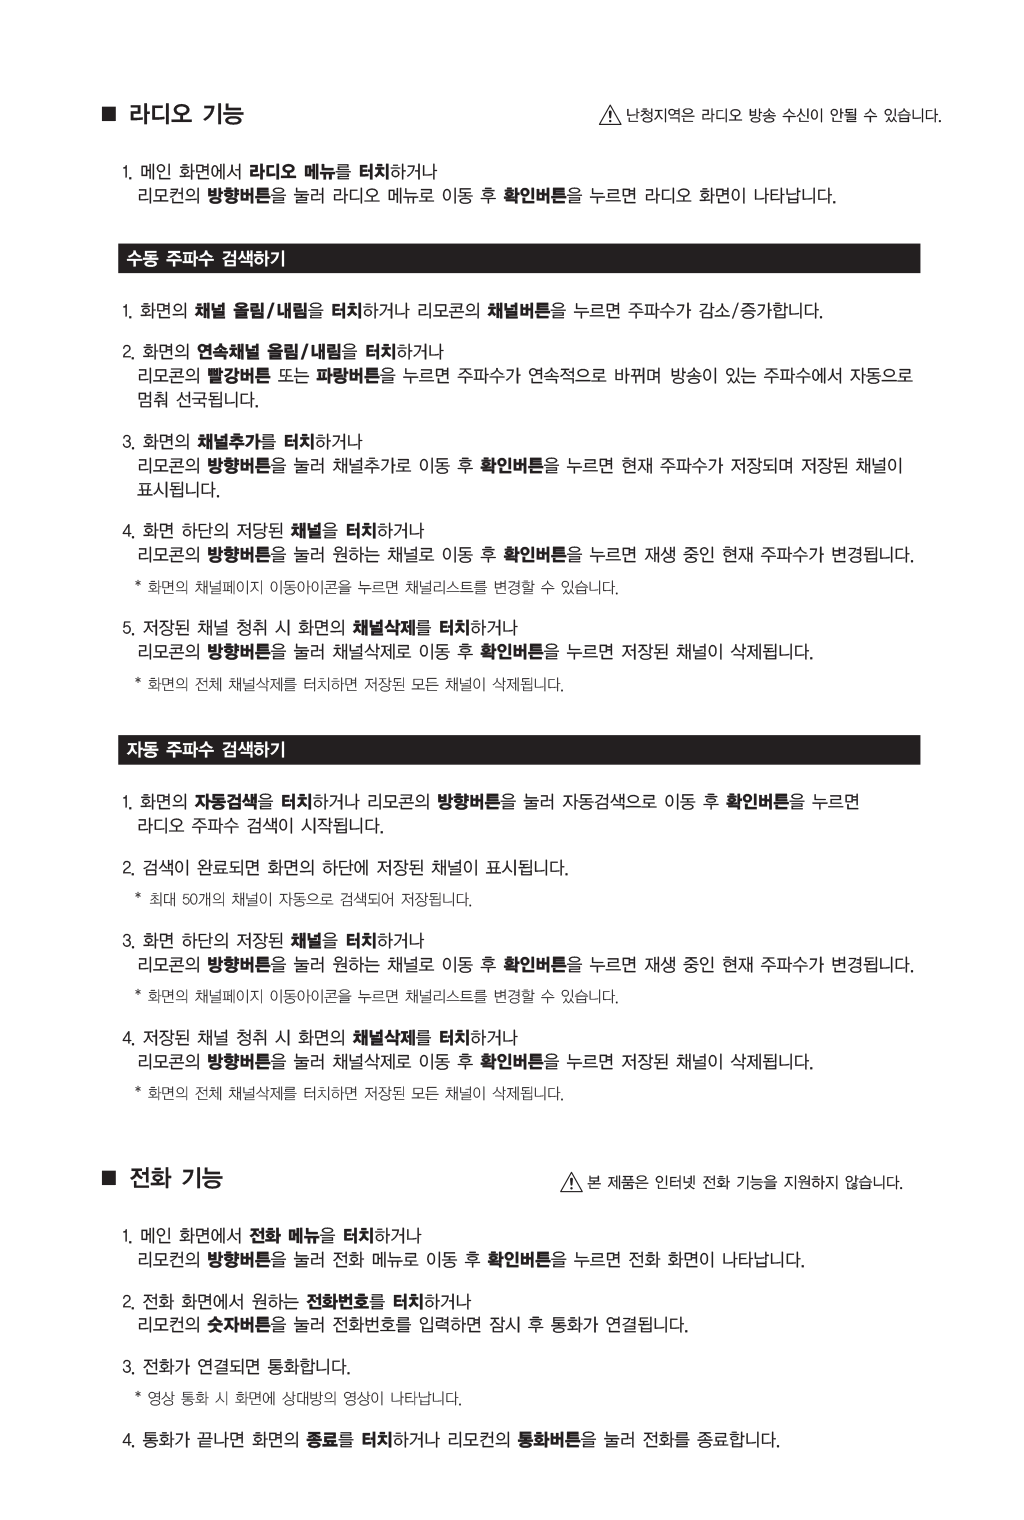 ■ 라디오 기능
⚠ 난청지역은 라디오 방송 수신이 안될 수 있습니다.
1. 메인 화면에서 라디오 메뉴를 터치하거나
리모컨의 방향버튼을 눌러 라디오 메뉴로 이동 후 확인버튼을 누르면 라디오 화면이 나타납니다.
수동 주파수 검색하기
1. 화면의 채널 올림/내림을 터치하거나 리모콘의 채널버튼을 누르면 주파수가 감소/증가합니다.
2. 화면의 연속채널 올림/내림을 터치하거나
리모콘의 빨강버튼 또는 파랑버튼을 누르면 주파수가 연속적으로 바뀌며 방송이 있는 주파수에서 자동으로
멈춰 선국됩니다.
3. 화면의 채널추가를 터치하거나
리모콘의 방향버튼을 눌러 채널추가로 이동 후 확인버튼을 누르면 현재 주파수가 저장되며 저장된 채널이
표시됩니다.
4. 화면 하단의 저당된 채널을 터치하거나
리모콘의 방향버튼을 눌러 원하는 채널로 이동 후 확인버튼을 누르면 재생 중인 현재 주파수가 변경됩니다.
* 화면의 채널페이지 이동아이콘을 누르면 채널리스트를 변경할 수 있습니다.
5. 저장된 채널 청취 시 화면의 채널삭제를 터치하거나
리모콘의 방향버튼을 눌러 채널삭제로 이동 후 확인버튼을 누르면 저장된 채널이 삭제됩니다.
* 화면의 전체 채널삭제를 터치하면 저장된 모든 채널이 삭제됩니다.
자동 주파수 검색하기
1. 화면의 자동검색을 터치하거나 리모콘의 방향버튼을 눌러 자동검색으로 이동 후 확인버튼을 누르면
라디오 주파수 검색이 시작됩니다.
2. 검색이 완료되면 화면의 하단에 저장된 채널이 표시됩니다.
* 최대 50개의 채널이 자동으로 검색되어 저장됩니다.
3. 화면 하단의 저장된 채널을 터치하거나
리모콘의 방향버튼을 눌러 원하는 채널로 이동 후 확인버튼을 누르면 재생 중인 현재 주파수가 변경됩니다.
* 화면의 채널페이지 이동아이콘을 누르면 채널리스트를 변경할 수 있습니다.
4. 저장된 채널 청취 시 화면의 채널삭제를 터치하거나
리모콘의 방향버튼을 눌러 채널삭제로 이동 후 확인버튼을 누르면 저장된 채널이 삭제됩니다.
* 화면의 전체 채널삭제를 터치하면 저장된 모든 채널이 삭제됩니다.
■ 전화 기능
⚠ 본 제품은 인터넷 전화 기능을 지원하지 않습니다.
1. 메인 화면에서 전화 메뉴을 터치하거나
리모컨의 방향버튼을 눌러 전화 메뉴로 이동 후 확인버튼을 누르면 전화 화면이 나타납니다.
2. 전화 화면에서 원하는 전화번호를 터치하거나
리모컨의 숫자버튼을 눌러 전화번호를 입력하면 잠시 후 통화가 연결됩니다.
3. 전화가 연결되면 통화합니다.
* 영상 통화 시 화면에 상대방의 영상이 나타납니다.
4. 통화가 끝나면 화면의 종료를 터치하거나 리모컨의 통화버튼을 눌러 전화를 종료합니다.